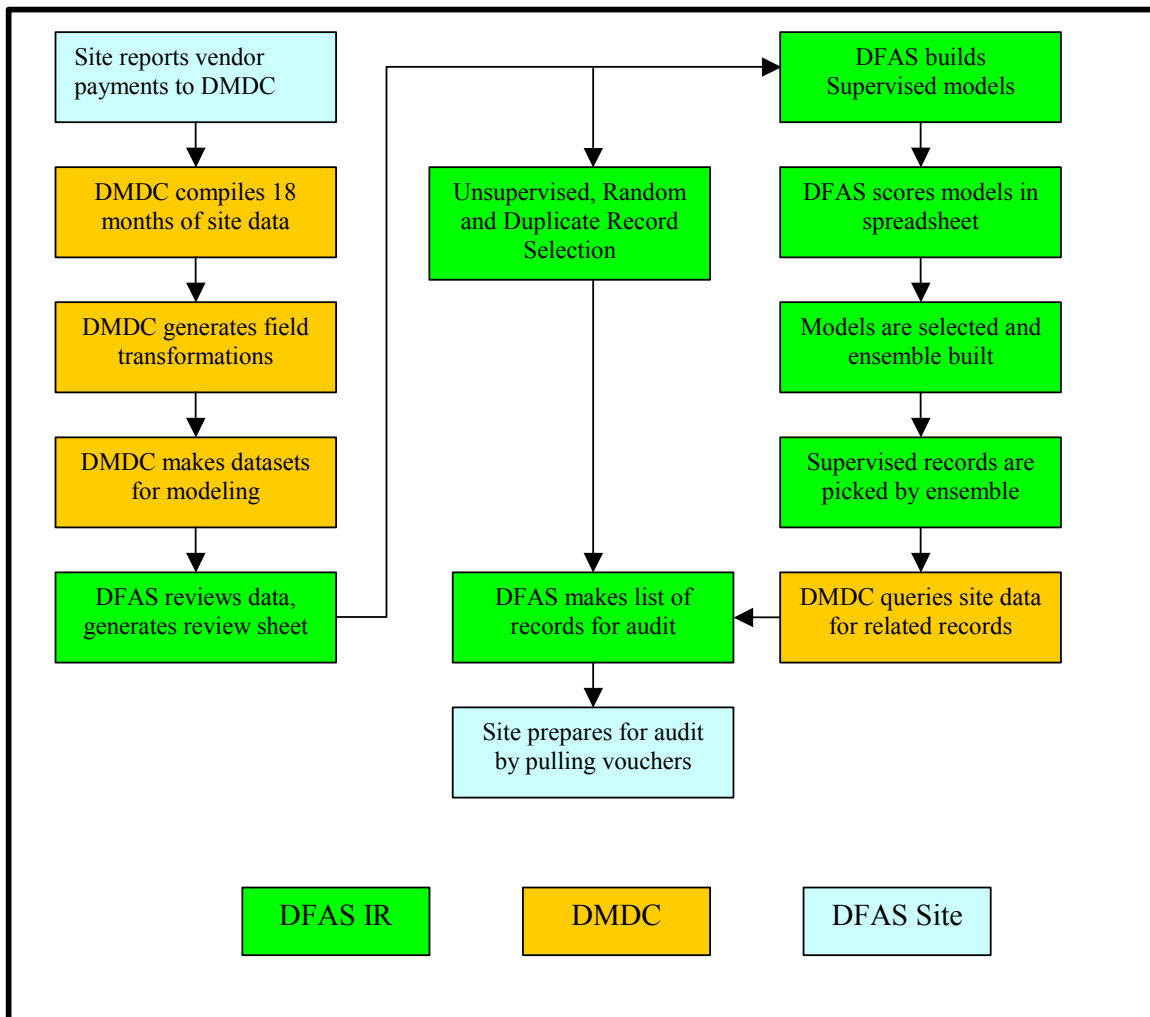 Site reports vendor
payments to DMDC
DMDC compiles 18
months of site data
DMDC generates field
transformations
DMDC makes datasets
for modeling
DFAS reviews data,
generates review sheet
Unsupervised, Random
and Duplicate Record
Selection
DFAS makes list of
records for audit
Site prepares for audit
by pulling vouchers
DFAS builds
Supervised models
DFAS scores models in
spreadsheet
Models are selected and
ensemble built
Supervised records are
picked by ensemble
DMDC queries site data
for related records
DFAS IR
DMDC
DFAS Site